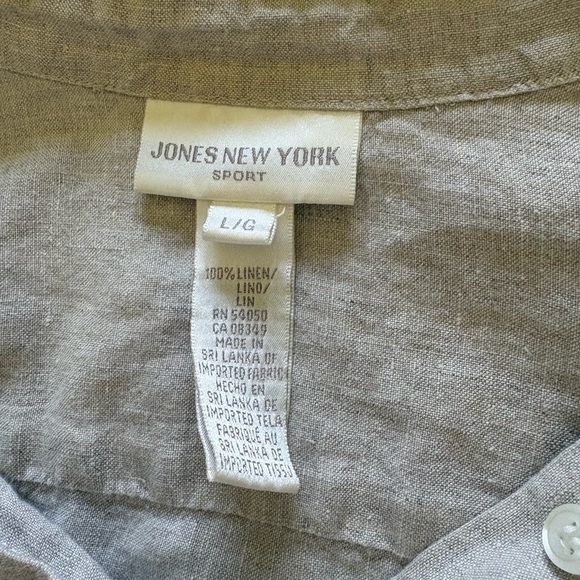 JONES NEW YORK
SPORT
L/G
100% LINEN/
LINO/
LIN
RN 54050
CA 08349
MADE IN
SRI LANKA OF
IMPORTED FABRIC
HECHO EN
SRI LANKA DE
IMPORTED TELA
FABRIQUÉ AU
SRI LANKA DE
IMPORTED TISSU